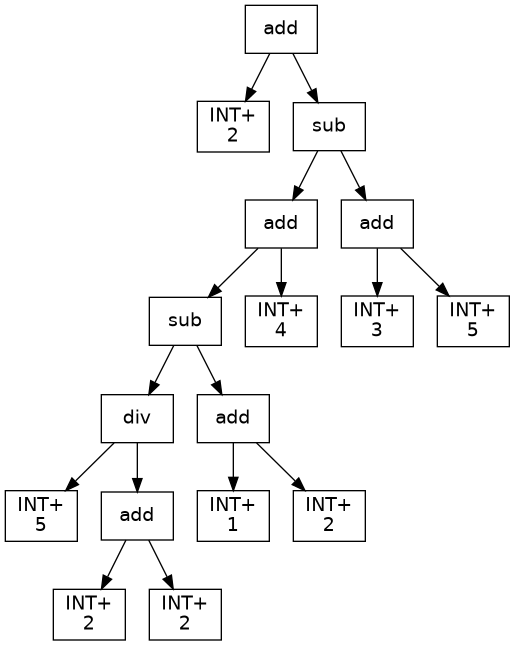 add
INT+
2
sub
add
add
sub
INT+
4
INT+
3
INT+
5
div
add
INT+
5
add
INT+
1
INT+
2
INT+
2
INT+
2